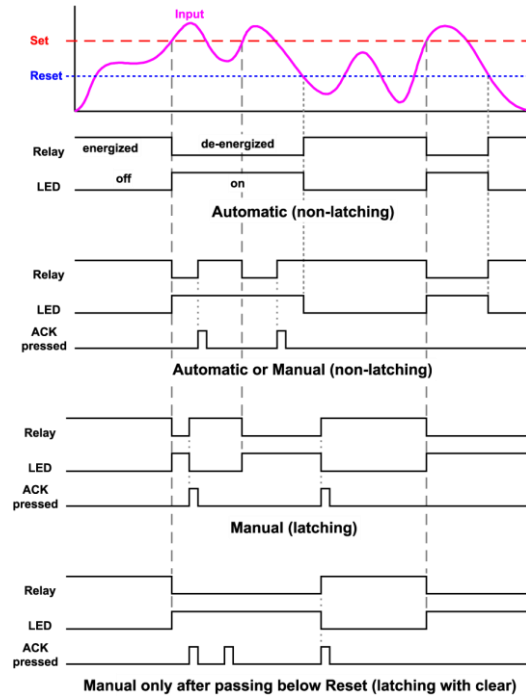 Input
Set
Reset
energized de-energized
Relay
off on
LED
Automatic (non-latching)
Relay
LED
ACK
pressed
Automatic or Manual (non-latching)
Relay
LED
ACK
pressed
Manual (latching)
Relay
LED
ACK
pressed
Manual only after passing below Reset (latching with clear)